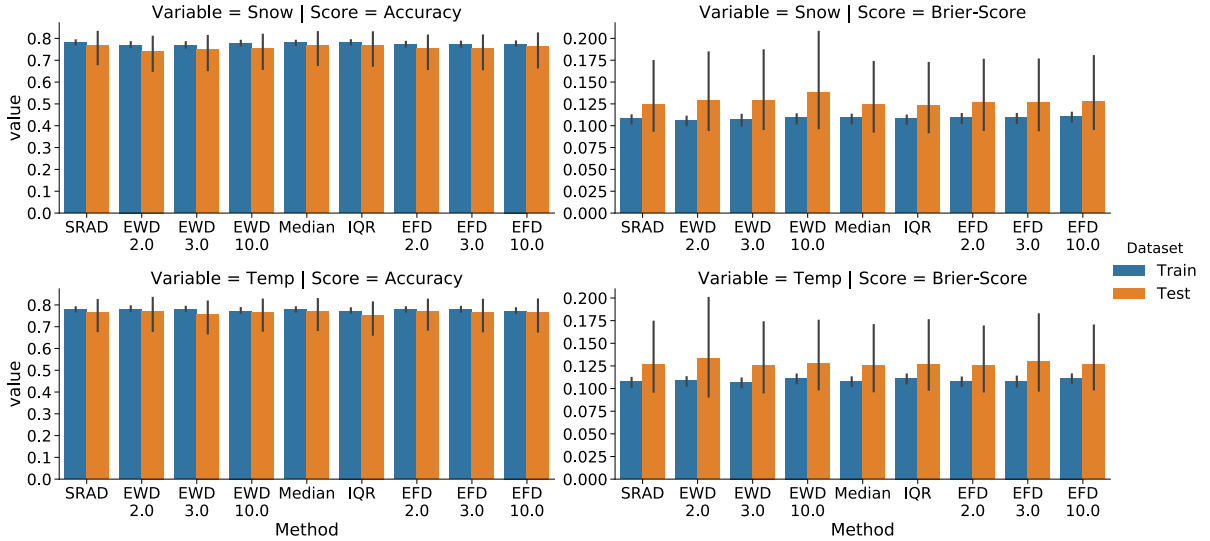 Variable = Snow | Score = Accuracy
value
0.8
0.7
0.6
0.5
0.4
0.3
0.2
0.1
0.0
SRAD EWD EWD EWD Median IQR EFD EFD EFD
2.0 3.0 10.0 2.0 3.0 10.0
Variable = Snow | Score = Brier-Score
0.200
0.175
0.150
0.125
0.100
0.075
0.050
0.025
0.000
SRAD EWD EWD EWD Median IQR EFD EFD EFD
2.0 3.0 10.0 2.0 3.0 10.0
Dataset
Train
Test
Variable = Temp | Score = Accuracy
value
0.8
0.7
0.6
0.5
0.4
0.3
0.2
0.1
0.0
SRAD EWD EWD EWD Median IQR EFD EFD EFD
2.0 3.0 10.0 2.0 3.0 10.0
Method
Variable = Temp | Score = Brier-Score
0.200
0.175
0.150
0.125
0.100
0.075
0.050
0.025
0.000
SRAD EWD EWD EWD Median IQR EFD EFD EFD
2.0 3.0 10.0 2.0 3.0 10.0
Method